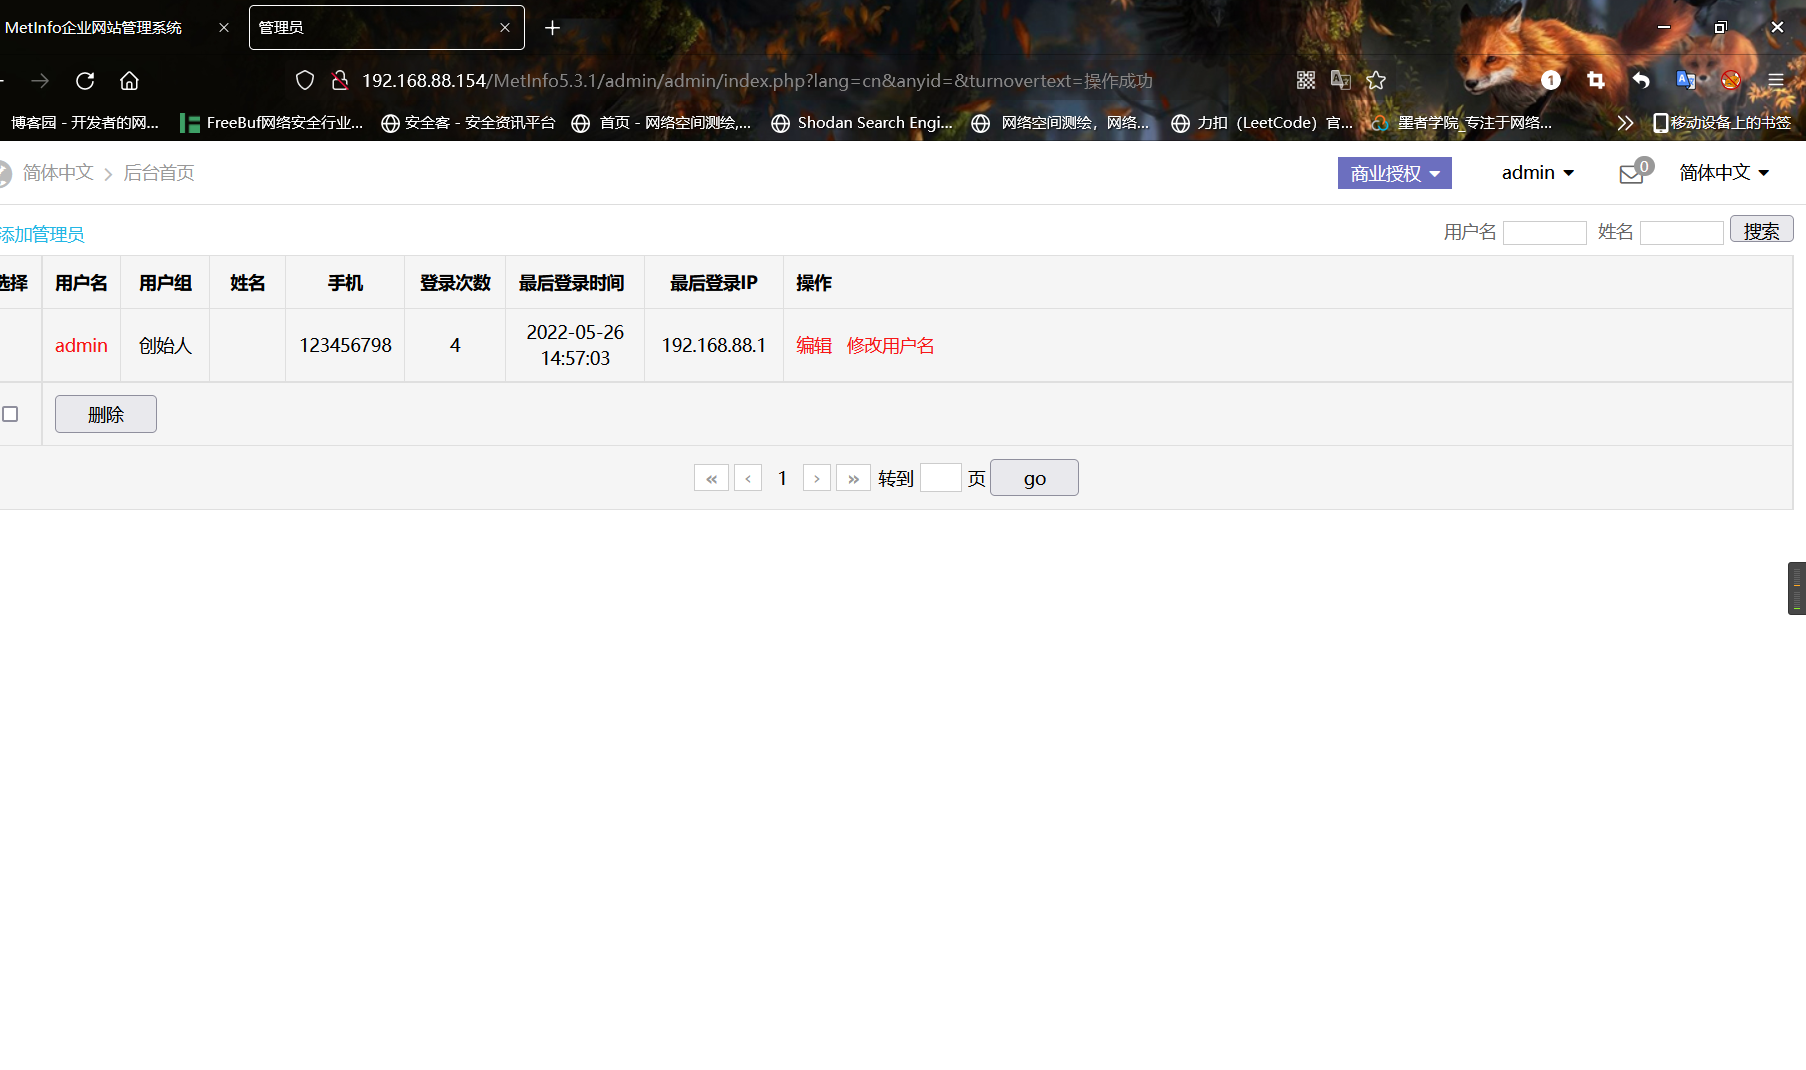 MetInfo企业网站管理系统
管理员
192.168.88.154/MetInfo5.3.1/admin/admin/index.php?lang=cn&anyid=&turnovertext=操作成功
1
博客园 - 开发者的网...
FreeBuf网络安全行业...
安全客 - 安全资讯平台
首页 - 网络空间测绘,...
Shodan Search Engi...
网络空间测绘，网络...
力扣（LeetCode）官...
墨者学院_专注于网络...
移动设备上的书签
简体中文 > 后台首页
商业授权
admin
0
简体中文
添加管理员
用户名
姓名
搜索
选择 用户名 用户组 姓名 手机 登录次数 最后登录时间 最后登录IP 操作
admin 创始人 123456798 4 2022-05-26 14:57:03 192.168.88.1 编辑 修改用户名
删除
« ‹ 1 › » 转到 页 go